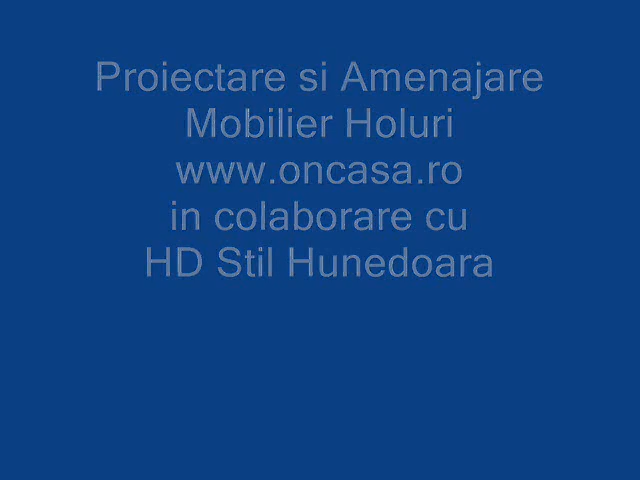 Proiectare si Amenajare
Mobilier Holuri
www.oncasa.ro
in colaborare cu
HD Stil Hunedoara